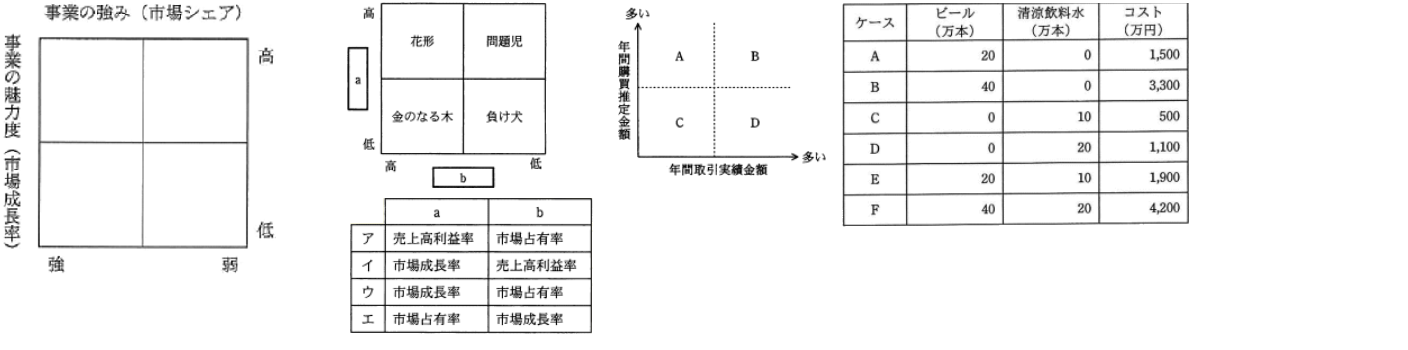 事業の強み（市場シェア）
事業の魅力度（市場成長率）
高
低
強 弱
高
a
低
花形 問題児
金のなる木 負け犬
高 低
b
a b
ア 売上高利益率 市場占有率
イ 市場成長率 売上高利益率
ウ 市場成長率 市場占有率
エ 市場占有率 市場成長率
多い
年間購買推定金額
A B
C D
多い
年間取引実績金額
ケース ビール（万本） 清涼飲料水（万本） コスト（万円）
A 20 0 1,500
B 40 0 3,300
C 0 10 500
D 0 20 1,100
E 20 10 1,900
F 40 20 4,200